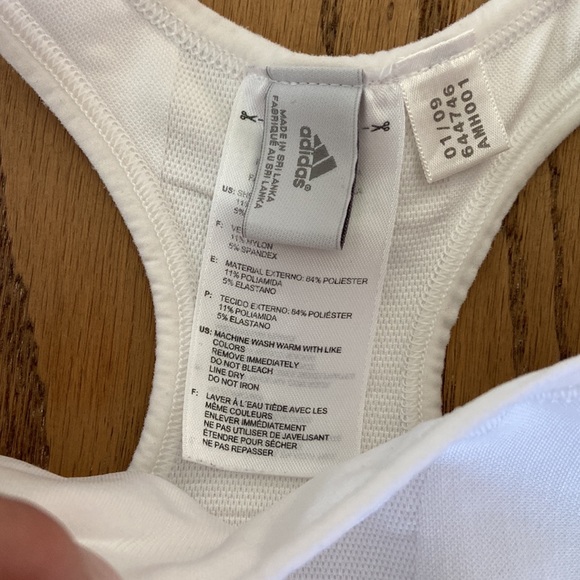 adidas®
MADE IN SRI LANKA
FABRIQUÉ AU SRI LANKA
01/09
644746
AMH001
US:
11%
5%
F:
11% NYLON
5% SPANDEX
E: MATERIAL EXTERNO: 84% POLIÉSTER
11% POLIAMIDA
5% ELASTANO
P: TECIDO EXTERNO: 84% POLIÉSTER
11% POLIAMIDA
5% ELASTANO
US: MACHINE WASH WARM WITH LIKE
COLORS
REMOVE IMMEDIATELY
DO NOT BLEACH
LINE DRY
DO NOT IRON
F: LAVER À L'EAU TIÈDE AVEC LES
MÊME COULEURS
ENLEVER IMMÉDIATEMENT
NE PAS UTILISER DE JAVELISANT
ÉTENDRE POUR SÉCHER
NE PAS REPASSER